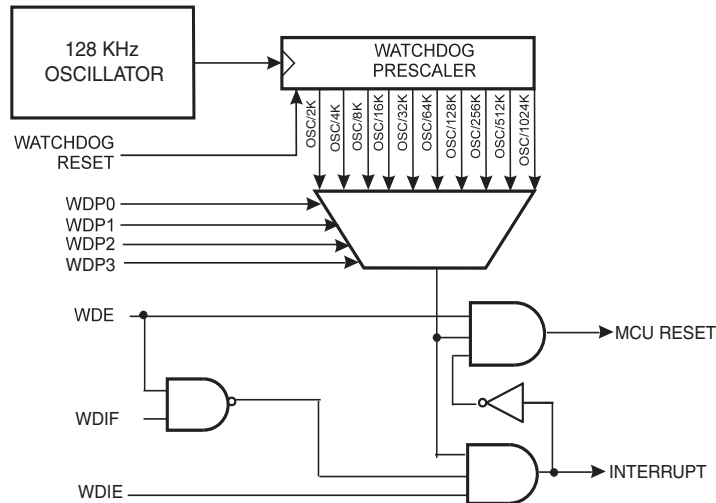 128 KHz
OSCILLATOR
WATCHDOG
PRESCALER
OSC/2K
OSC/4K
OSC/8K
OSC/16K
OSC/32K
OSC/64K
OSC/128K
OSC/256K
OSC/512K
OSC/1024K
WATCHDOG
RESET
WDP0
WDP1
WDP2
WDP3
WDE
MCU RESET
WDIF
INTERRUPT
WDIE